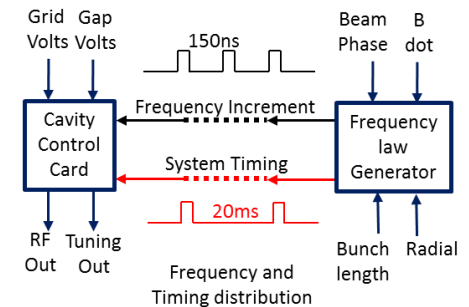 Grid Volts
Gap Volts
150ns
Beam Phase
B dot
Frequency Increment
Cavity Control Card
Frequency law Generator
System Timing
20ms
RF Out
Tuning Out
Bunch length
Radial
Frequency and
Timing distribution